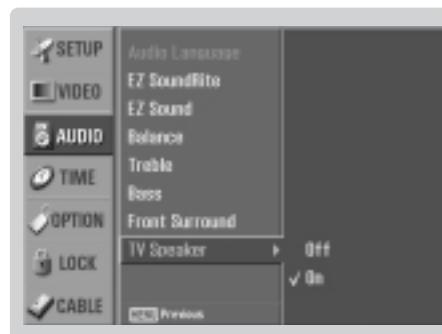 SETUP
VIDEO
AUDIO
TIME
OPTION
LOCK
CABLE
Audio Language
EZ SoundRite
EZ Sound
Balance
Treble
Bass
Front Surround
TV Speaker
Off
✓ On
MENU Previous